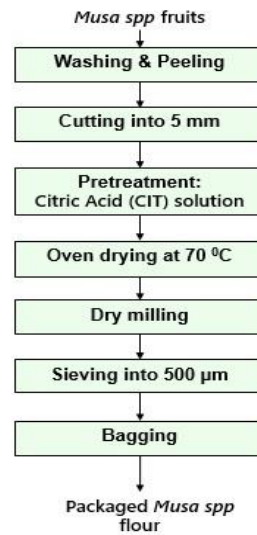 Musa spp fruits
Washing & Peeling
Cutting into 5 mm
Pretreatment:
Citric Acid (CIT) solution
Oven drying at 70 ⁰C
Dry milling
Sieving into 500 µm
Bagging
Packaged Musa spp
flour